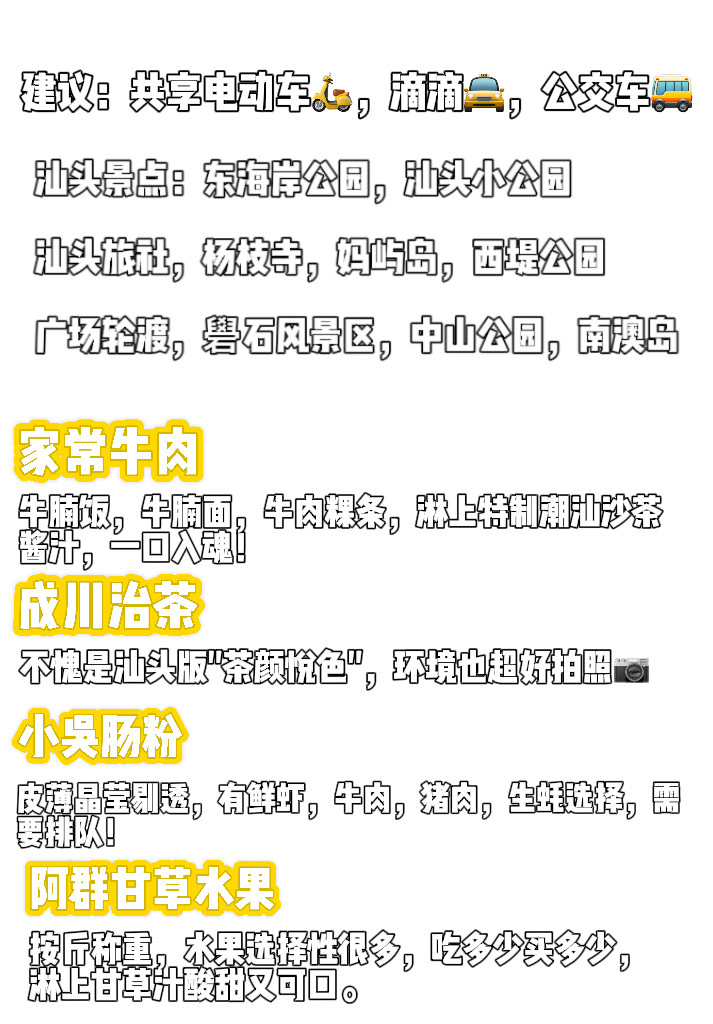 建议：共享电动车🛵，滴滴🚖，公交车🚌
汕头景点：东海岸公园，汕头小公园
汕头旅社，杨枝寺，妈屿岛，西堤公园
广场轮渡，礐石风景区，中山公园，南澳岛
家常牛肉
牛腩饭，牛腩面，牛肉粿条，淋上特制潮汕沙茶
酱汁，一口入魂！
成川治茶
不愧是汕头版"茶颜悦色"，环境也超好拍照📷
小吳肠粉
皮薄晶莹剔透，有鲜虾，牛肉，猪肉，生蚝选择，需
要排队！
阿群甘草水果
按斤称重，水果选择性很多，吃多少买多少，
淋上甘草汁酸甜又可口。